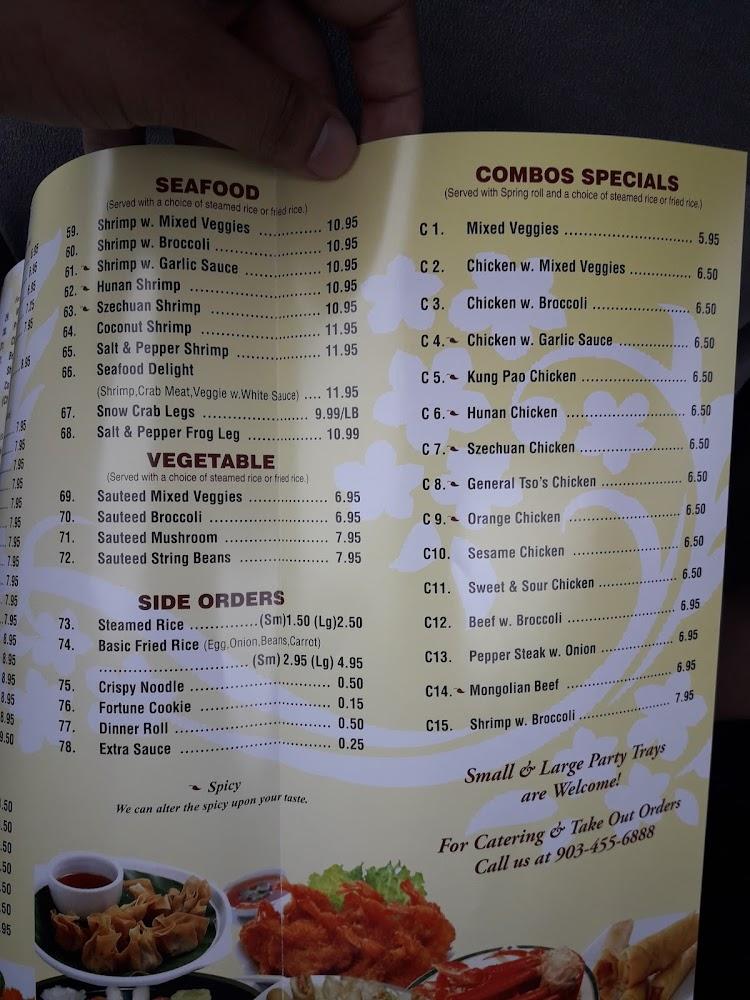 SEAFOOD
(Served with a choice of steamed rice or fried rice.)
59. Shrimp w. Mixed Veggies ............ 10.95
60. Shrimp w. Broccoli ............ 10.95
61. Shrimp w. Garlic Sauce ............ 10.95
62. Hunan Shrimp ............ 10.95
63. Szechuan Shrimp ............ 10.95
64. Coconut Shrimp ............ 11.95
65. Salt & Pepper Shrimp ............ 11.95
66. Seafood Delight
(Shrimp,Crab Meat,Veggie w.White Sauce) .... 11.95
67. Snow Crab Legs ............ 9.99/LB
68. Salt & Pepper Frog Leg ............ 10.99
VEGETABLE
(Served with a choice of steamed rice or fried rice.)
69. Sauteed Mixed Veggies ............ 6.95
70. Sauteed Broccoli ............ 6.95
71. Sauteed Mushroom ............ 7.95
72. Sauteed String Beans ............ 7.95
SIDE ORDERS
73. Steamed Rice ............(Sm)1.50 (Lg)2.50
74. Basic Fried Rice (Egg,Onion,Beans,Carrot)
............ (Sm) 2.95 (Lg) 4.95
75. Crispy Noodle ............ 0.50
76. Fortune Cookie ............ 0.15
77. Dinner Roll ............ 0.50
78. Extra Sauce ............ 0.25
Spicy
We can alter the spicy upon your taste.
COMBOS SPECIALS
(Served with Spring roll and a choice of steamed rice or fried rice.)
C 1. Mixed Veggies ............ 5.95
C 2. Chicken w. Mixed Veggies ............ 6.50
C 3. Chicken w. Broccoli ............ 6.50
C 4. Chicken w. Garlic Sauce ............ 6.50
C 5. Kung Pao Chicken ............ 6.50
C 6. Hunan Chicken ............ 6.50
C 7. Szechuan Chicken ............ 6.50
C 8. General Tso's Chicken ............ 6.50
C 9. Orange Chicken ............ 6.50
C10. Sesame Chicken ............ 6.50
C11. Sweet & Sour Chicken ............ 6.50
C12. Beef w. Broccoli ............ 6.95
C13. Pepper Steak w. Onion ............ 6.95
C14. Mongolian Beef ............ 6.95
C15. Shrimp w. Broccoli ............ 7.95
Small & Large Party Trays
are Welcome!
For Catering & Take Out Orders
Call us at 903-455-6888